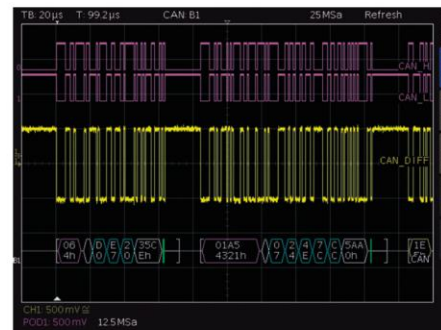 TB: 20µs T: 99.2µs CAN B1 25MSa Refresh
0 CAN_H
1 CAN_L
CAN_DIFF
06 D E 2 35C 01A5 0 2 4 7 C 5AA 1E
4h 0 7 0 Eh 4321h 7 4 E C C 0h
B1 CAN
CH1: 500mV
POD1: 500mV 12.5MSa